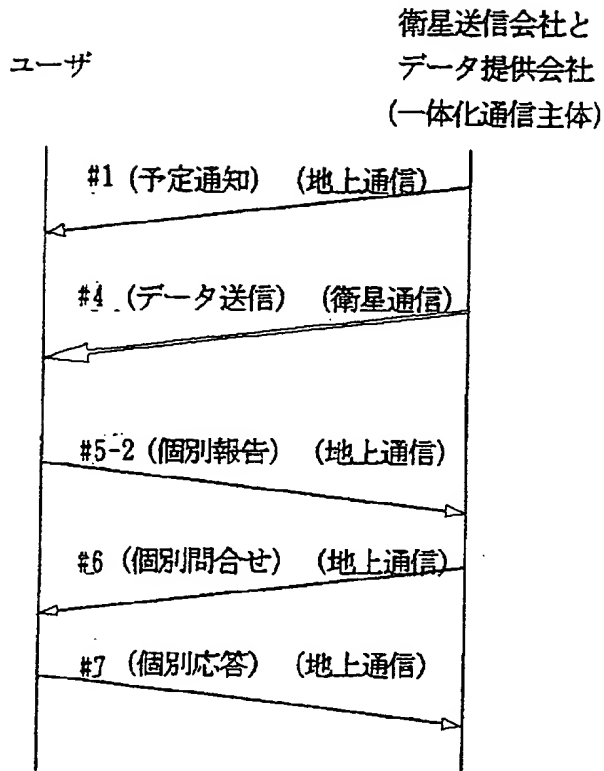 衛星送信会社と
ユーザ データ提供会社
(一体化通信主体)
#1 (予定通知) (地上通信)
#4 (データ送信) (衛星通信)
#5-2 (個別報告) (地上通信)
#6 (個別問合せ) (地上通信)
#7 (個別応答) (地上通信)